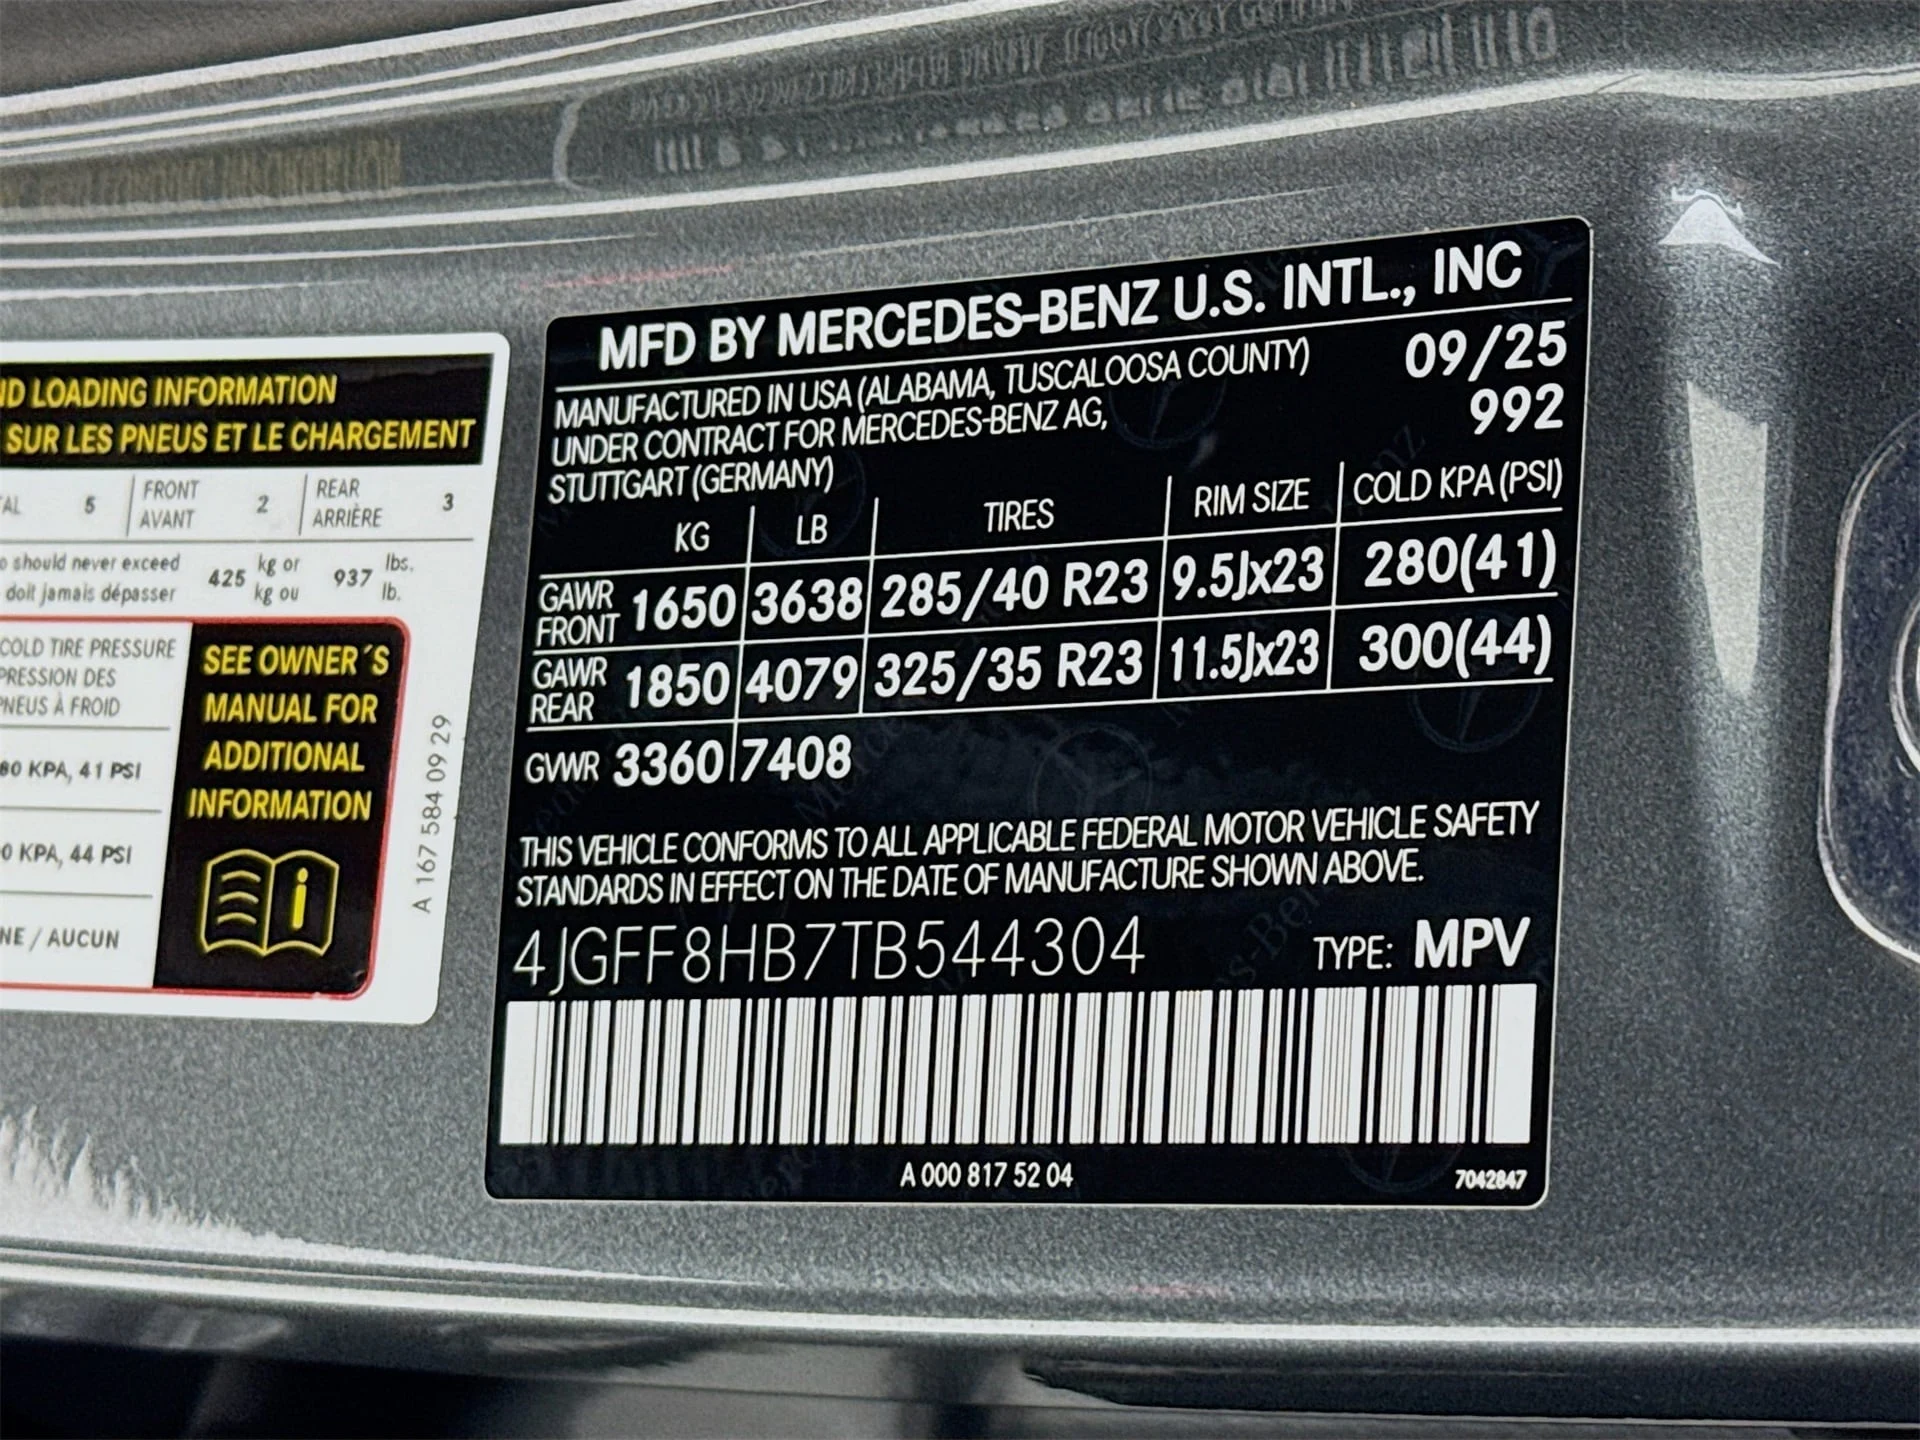 ND LOADING INFORMATION
SUR LES PNEUS ET LE CHARGEMENT
AL 5 FRONT AVANT 2 REAR ARRIÈRE 3
o should never exceed
doit jamais dépasser
425 kg or kg ou 937 lbs. lb.
COLD TIRE PRESSURE
PRESSION DES
PNEUS À FROID
80 KPA, 41 PSI
0 KPA, 44 PSI
NE / AUCUN
SEE OWNER´S
MANUAL FOR
ADDITIONAL
INFORMATION
A 167 584 09 29
MFD BY MERCEDES-BENZ U.S. INTL., INC
MANUFACTURED IN USA (ALABAMA, TUSCALOOSA COUNTY) 09/25
UNDER CONTRACT FOR MERCEDES-BENZ AG, 992
STUTTGART (GERMANY)
KG LB TIRES RIM SIZE COLD KPA (PSI)
GAWR FRONT 1650 3638 285/40 R23 9.5Jx23 280(41)
GAWR REAR 1850 4079 325/35 R23 11.5Jx23 300(44)
GVWR 3360 7408
THIS VEHICLE CONFORMS TO ALL APPLICABLE FEDERAL MOTOR VEHICLE SAFETY
STANDARDS IN EFFECT ON THE DATE OF MANUFACTURE SHOWN ABOVE.
4JGFF8HB7TB544304 TYPE: MPV
A 000 817 52 04 7042847